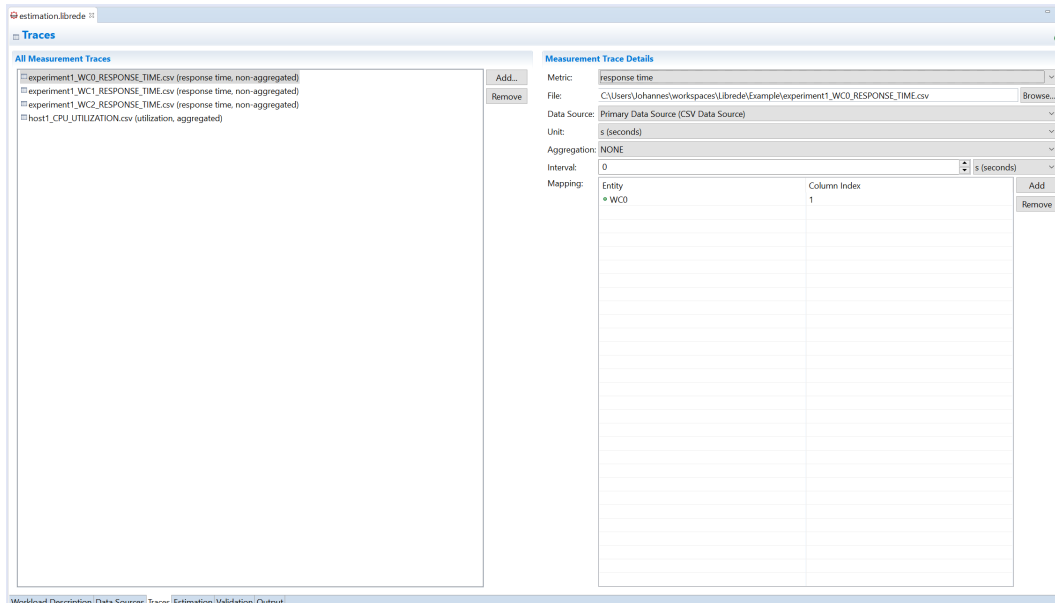 estimation.librede
Traces
All Measurement Traces
experiment1_WC0_RESPONSE_TIME.csv (response time, non-aggregated)
experiment1_WC1_RESPONSE_TIME.csv (response time, non-aggregated)
experiment1_WC2_RESPONSE_TIME.csv (response time, non-aggregated)
host1_CPU_UTILIZATION.csv (utilization, aggregated)
Add...
Remove
Measurement Trace Details
Metric: response time
File: C:\Users\Johannes\workspaces\Librede\Example\experiment1_WC0_RESPONSE_TIME.csv Browse...
Data Source: Primary Data Source (CSV Data Source)
Unit: s (seconds)
Aggregation: NONE
Interval: 0 s (seconds)
Mapping: Entity Column Index Add
WC0 1 Remove
Workload Description Data Sources Traces Estimation Validation Output